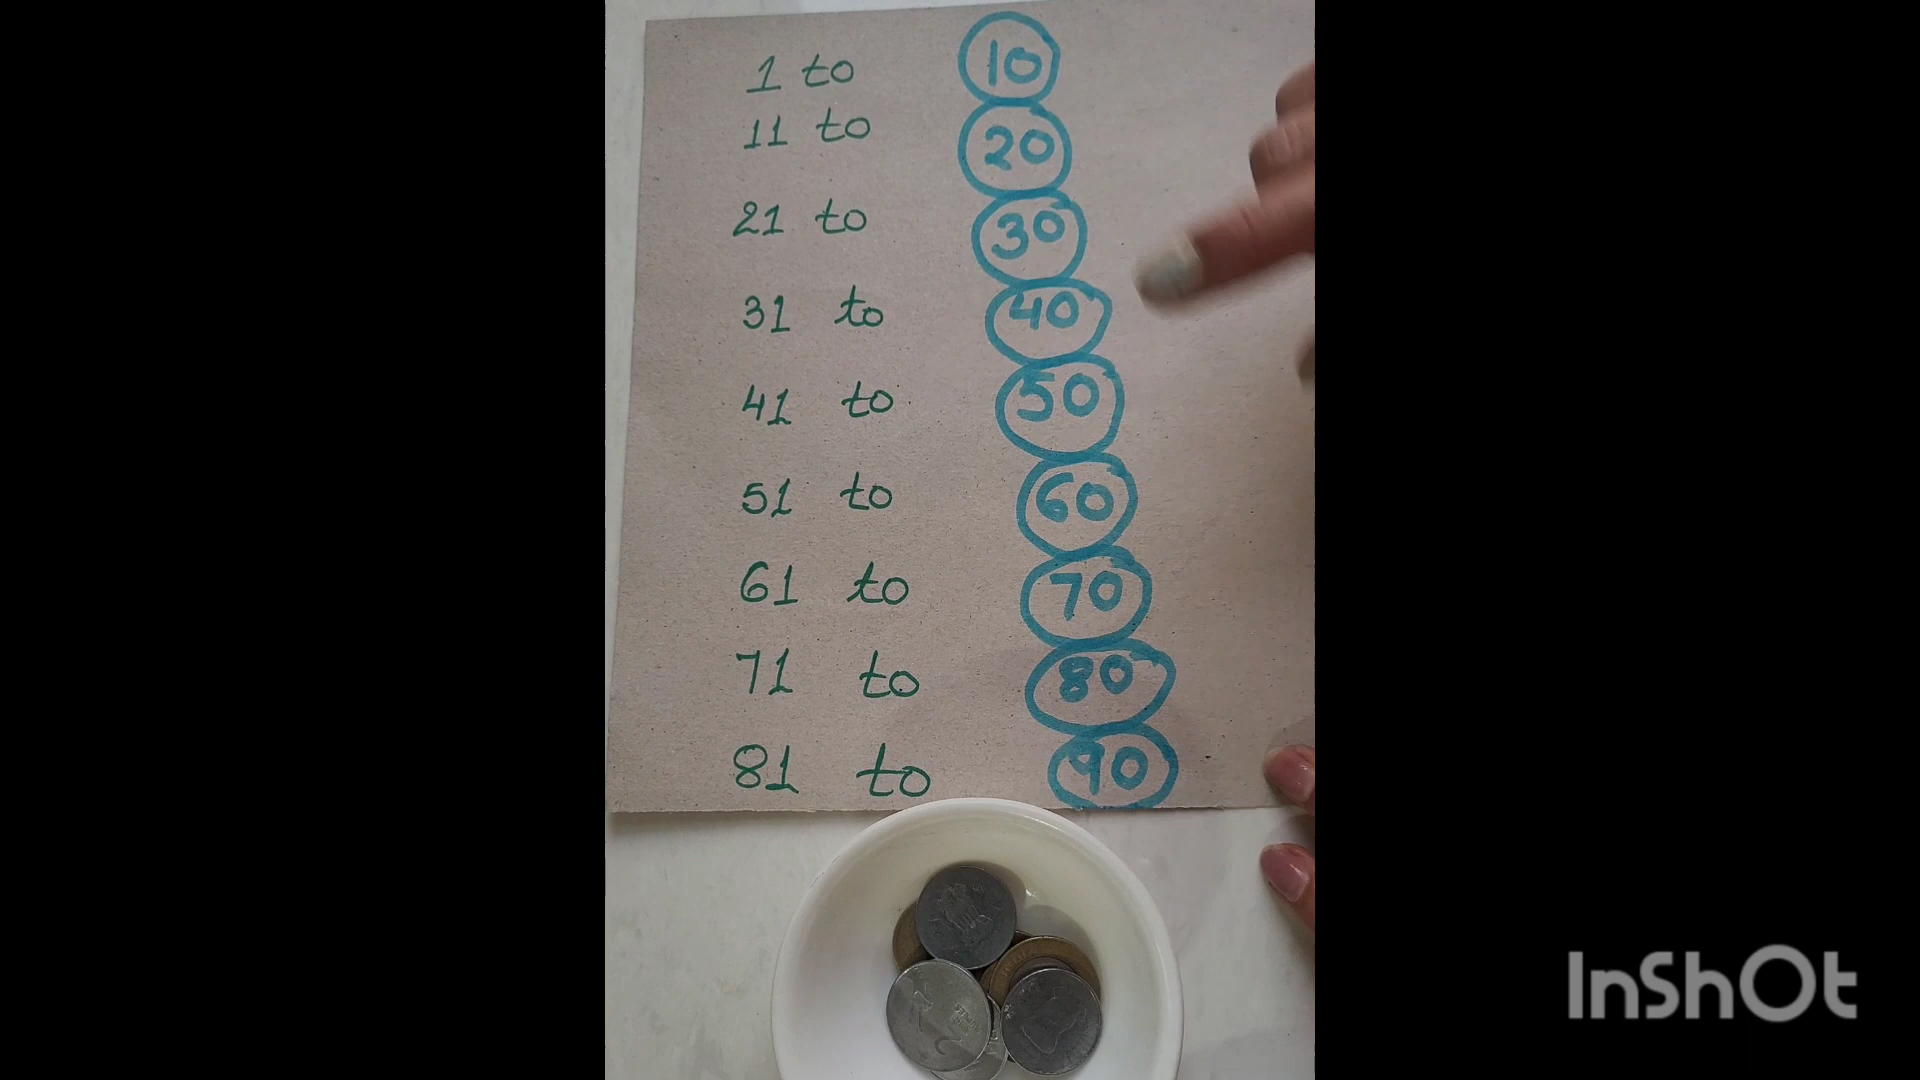 1 to 10
11 to 20
21 to 30
31 to 40
41 to 50
51 to 60
61 to 70
71 to 80
81 to 90
InShOt